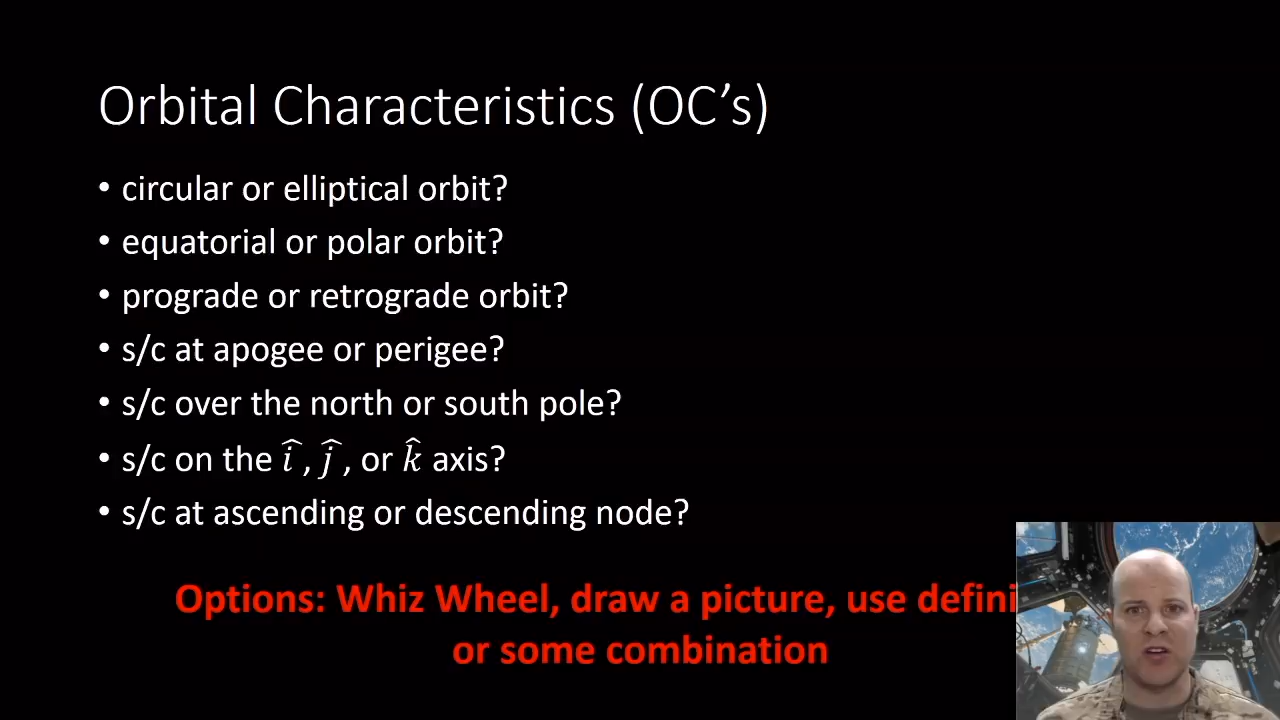 Orbital Characteristics (OC’s)
• circular or elliptical orbit?
• equatorial or polar orbit?
• prograde or retrograde orbit?
• s/c at apogee or perigee?
• s/c over the north or south pole?
• s/c on the î, ĵ, or k̂ axis?
• s/c at ascending or descending node?
Options: Whiz Wheel, draw a picture, use
or some combination